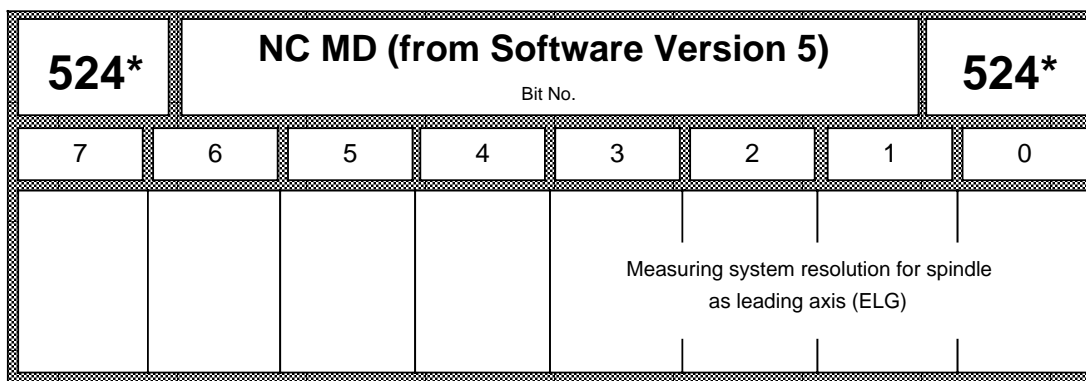 524*
NC MD (from Software Version 5)
Bit No.
524*
7 6 5 4 3 2 1 0
Measuring system resolution for spindle
as leading axis (ELG)